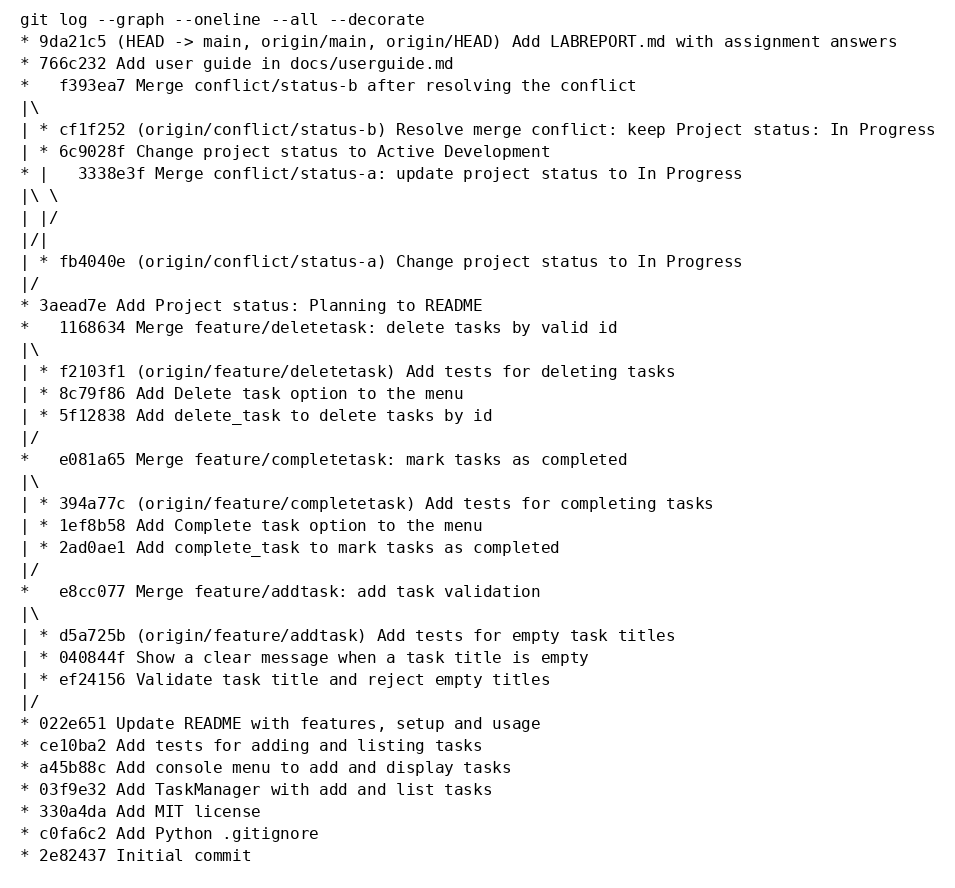 git log --graph --oneline --all --decorate
* 9da21c5 (HEAD -> main, origin/main, origin/HEAD) Add LABREPORT.md with assignment answers
* 766c232 Add user guide in docs/userguide.md
*   f393ea7 Merge conflict/status-b after resolving the conflict
|\
| * cf1f252 (origin/conflict/status-b) Resolve merge conflict: keep Project status: In Progress
| * 6c9028f Change project status to Active Development
* |   3338e3f Merge conflict/status-a: update project status to In Progress
|\ \
| |/
|/|
| * fb4040e (origin/conflict/status-a) Change project status to In Progress
|/
* 3aead7e Add Project status: Planning to README
*   1168634 Merge feature/deletetask: delete tasks by valid id
|\
| * f2103f1 (origin/feature/deletetask) Add tests for deleting tasks
| * 8c79f86 Add Delete task option to the menu
| * 5f12838 Add delete_task to delete tasks by id
|/
*   e081a65 Merge feature/completetask: mark tasks as completed
|\
| * 394a77c (origin/feature/completetask) Add tests for completing tasks
| * 1ef8b58 Add Complete task option to the menu
| * 2ad0ae1 Add complete_task to mark tasks as completed
|/
*   e8cc077 Merge feature/addtask: add task validation
|\
| * d5a725b (origin/feature/addtask) Add tests for empty task titles
| * 040844f Show a clear message when a task title is empty
| * ef24156 Validate task title and reject empty titles
|/
* 022e651 Update README with features, setup and usage
* ce10ba2 Add tests for adding and listing tasks
* a45b88c Add console menu to add and display tasks
* 03f9e32 Add TaskManager with add and list tasks
* 330a4da Add MIT license
* c0fa6c2 Add Python .gitignore
* 2e82437 Initial commit